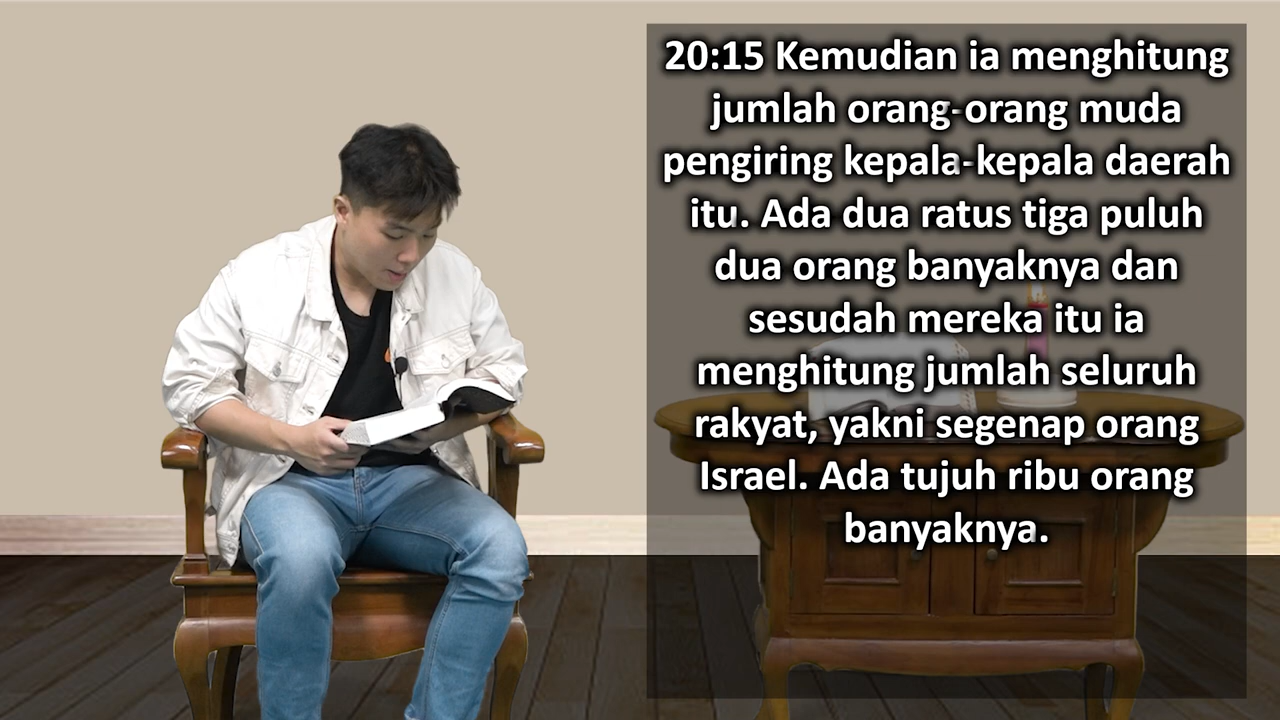 20:15 Kemudian ia menghitung
jumlah orang-orang muda
pengiring kepala-kepala daerah
itu. Ada dua ratus tiga puluh
dua orang banyaknya dan
sesudah mereka itu ia
menghitung jumlah seluruh
rakyat, yakni segenap orang
Israel. Ada tujuh ribu orang
banyaknya.